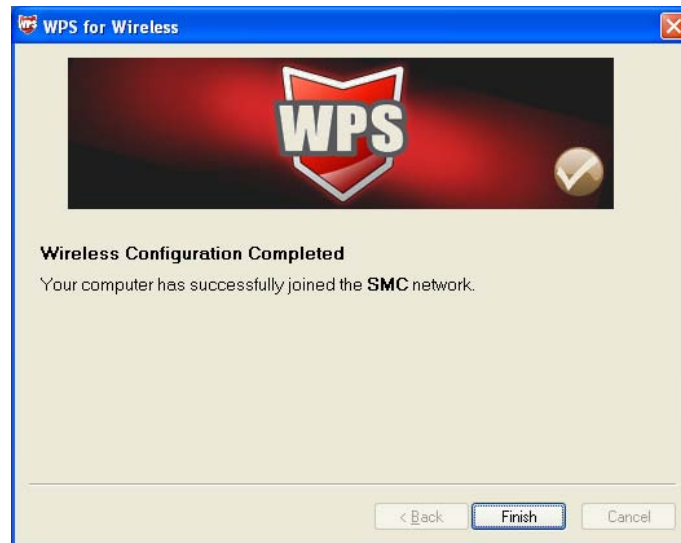 WPS for Wireless
WPS
Wireless Configuration Completed
Your computer has successfully joined the SMC network.
< Back
Finish
Cancel